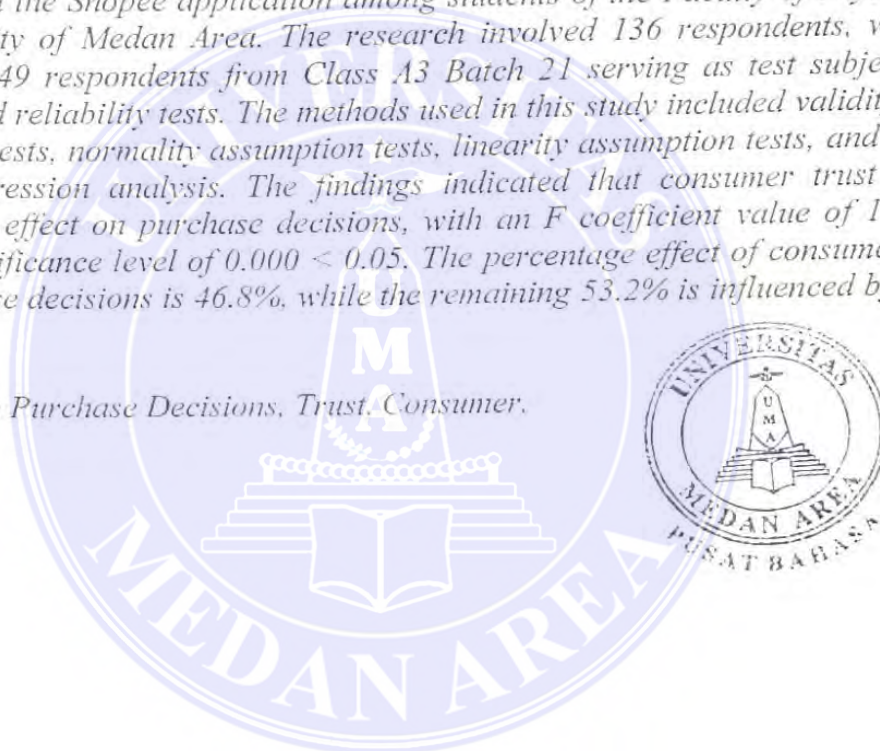 the Shopee application among students of the Faculty of
ty of Medan Area. The research involved 136 respondents,
49 respondents from Class A3 Batch 21 serving as test
d reliability tests. The methods used in this study included
ests, normality assumption tests, linearity assumption tests, and
ression analysis. The findings indicated that consumer trust
effect on purchase decisions, with an F coefficient value of
ificance level of 0.000 < 0.05. The percentage effect of
e decisions is 46.8%, while the remaining 53.2% is influenced
Purchase Decisions, Trust, Consumer.
UNIVERSITAS
UMA
MEDAN AREA
UNIVERSITAS
UMA
MEDAN AREA
PUSAT BAHASA